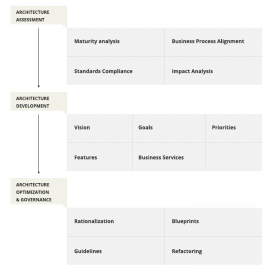 ARCHITECTURE
ASSESSMENT
Maturity analysis
Business Process Alignment
Standards Compliance
Impact Analysis
ARCHITECTURE
DEVELOPMENT
Vision
Goals
Priorities
Features
Business Services
ARCHITECTURE
OPTIMIZATION
& GOVERNANCE
Rationalization
Blueprints
Guidelines
Refactoring